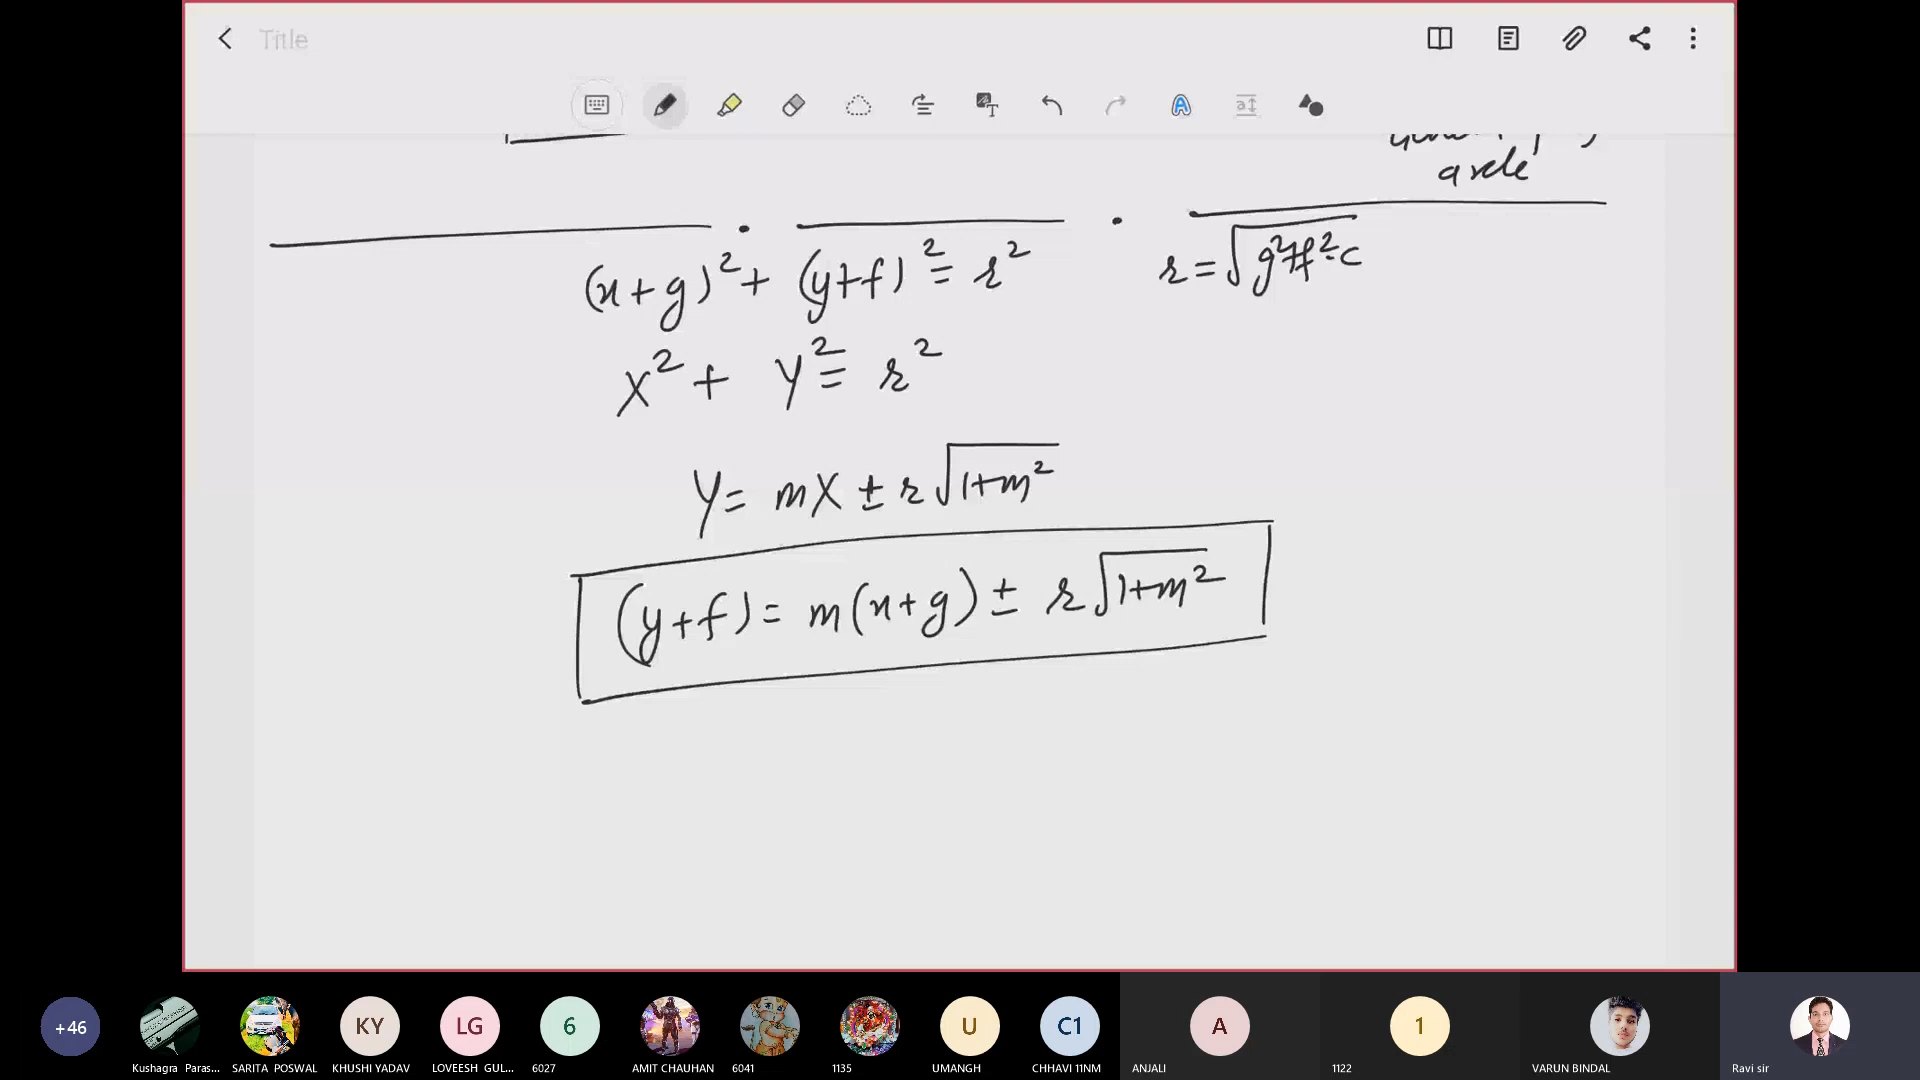 Title
circle
(x+g)²+ (y+f)² = r² r = √g²+f²-c
X² + Y² = r²
Y = mX ± r√1+m²
(y+f) = m(x+g) ± r√1+m²
+46 KY LG 6 U C1 A 1
Kushagra Paras... SARITA POSWAL KHUSHI YADAV LOVEESH GUL... 6027 AMIT CHAUHAN 6041 1135 UMANGH CHHAVI 11NM ANJALI 1122 VARUN BINDAL Ravi sir